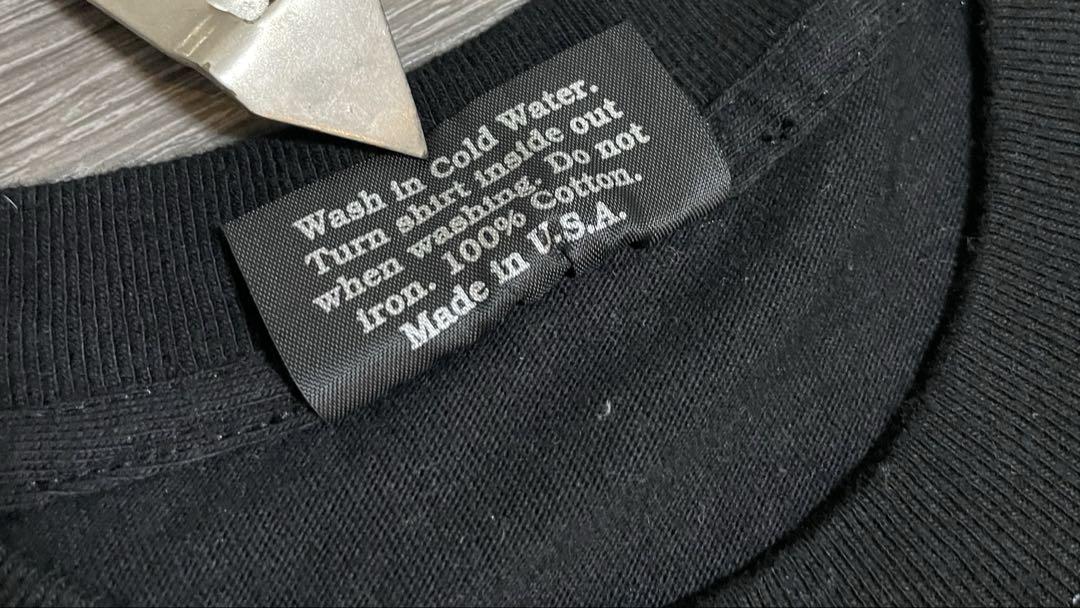 Wash in Cold Water.
Turn shirt inside out
when washing. Do not
iron. 100% Cotton.
Made in U.S.A.